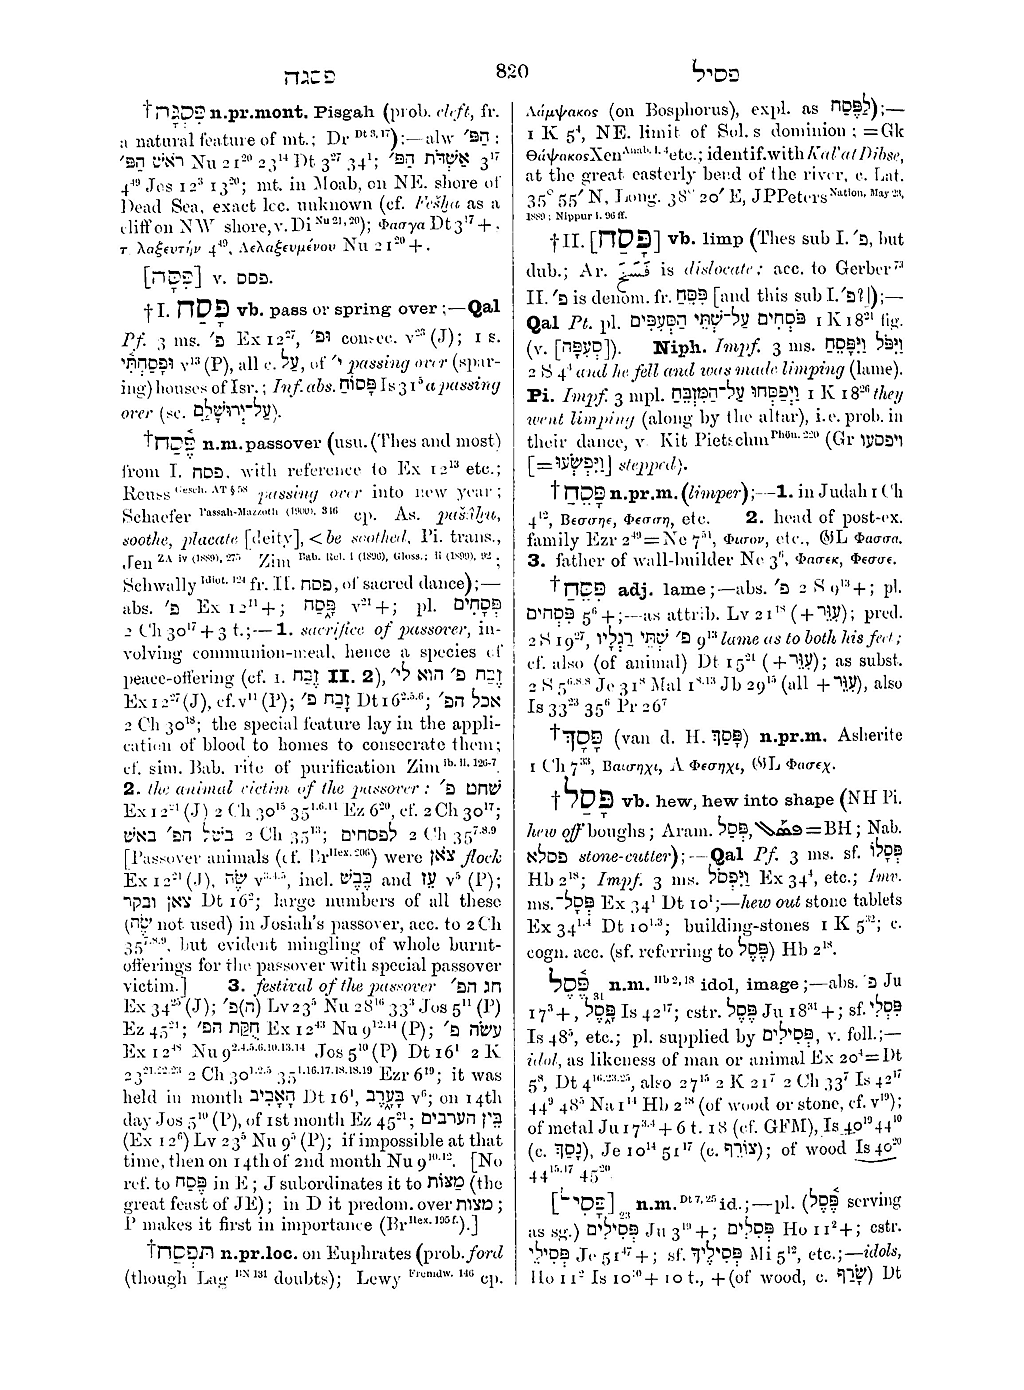 פסגה
820
פסיל
†פִּסְגָּה n.pr.mont. Pisgah (prob. cleft, fr.
a natural feature of mt.; Dr Dt 3, 17);—alw הַפּ׳ :
רֹאשׁ הַפּ׳ Nu 21²⁰ 23¹⁴ Dt 3²⁷ 34¹; אַשְׁדֹּת הַפּ׳ 3¹⁷
4⁴⁹ Jos 12³ 13²⁰; mt. in Moab, on NE. shore of
Dead Sea, exact loc. unknown (cf. Fešḫa as a
cliff on NW shore, v. Di Nu 21, 20); Φασγα Dt 3¹⁷ + .
τ. λαξευτήν 4⁴⁹, Λελαξευμένου Nu 21²⁰ + .
[פִּסָּה] v. פסס.
†I. פָּסַח vb. pass or spring over;—Qal
Pf. 3 ms. פ׳ Ex 12²⁷, וּפ׳ consec. v²³ (J); 1 s.
וּפָסַחְתִּי v¹³ (P), all c. עַל, of י׳ passing over (spar-
ing) houses of Isr.; Inf. abs. פָּסוֹחַ Is 31⁵ a passing
over (sc. עַל־יְרוּשָׁלַםִ).
†פֶּסַח n.m. passover (usu. (Thes and most)
from I. פסח, with reference to Ex 12¹³ etc.;
Reuss Gesch. AT § 58 passing over into new year;
Schaefer Passah-Mazzoth (1900), 346 cp. As. pašâḫu,
soothe, placate [deity], < be soothed, Pi. trans.,
Jen ZA iv (1889), 275 Zim Bab. Rel. i (1896), Gloss.; ii (1899), 92;
Schwally Idiot. 124 fr. II. פסח, of sacred dance);—
abs. פ׳ Ex 12¹¹ + ; פָּסַח v²¹ + ; pl. פְּסָחִים
2 Ch 30¹⁷ + 3 t.;— 1. sacrifice of passover, in-
volving communion-meal, hence a species of
peace-offering (cf. 1. זֶבַח II. 2), זֶבַח פ׳ הוא לי׳
Ex 12²⁷ (J), cf. v¹¹ (P); זֶבַח פ׳ Dt 16²·⁵·⁶; אכל הפ׳
2 Ch 30¹⁸; the special feature lay in the appli-
cation of blood to homes to consecrate them;
cf. sim. Bab. rite of purification Zim ib. ii. 126-7.
2. the animal victim of the passover : שׁחט פ׳
Ex 12²¹ (J) 2 Ch 30¹⁵ 35¹·⁶·¹¹ Ez 6²⁰, cf. 2 Ch 30¹⁷;
בִּשֵּׁל הפ׳ באשׁ 2 Ch 35¹³; לפסחים 2 Ch 35⁷·⁸·⁹
[Passover animals (cf. Br Hex. 206) were צֹאן flock
Ex 12²¹ (J), שֶׂה v³·⁴·⁵, incl. כֶּבֶשׂ and עֵז v⁵ (P);
צאן ובקר Dt 16²; large numbers of all these
(שֶׂה not used) in Josiah's passover, acc. to 2 Ch
35⁷·⁸·⁹, but evident mingling of whole burnt-
offerings for the passover with special passover
victim.] 3. festival of the passover חג הפ׳
Ex 34²⁵ (J); (ה)פ׳ Lv 23⁵ Nu 28¹⁶ 33³ Jos 5¹¹ (P)
Ez 45²¹; חֻקַּת הפ׳ Ex 12⁴³ Nu 9¹²·¹⁴ (P); עשׂה פ׳
Ex 12⁴⁸ Nu 9²·⁴·⁵·⁶·¹⁰·¹³·¹⁴ Jos 5¹⁰ (P) Dt 16¹ 2 K
23²¹·²²·²³ 2 Ch 30¹·²·⁵ 35¹·¹⁶·¹⁷·¹⁸·¹⁸·¹⁹ Ezr 6¹⁹; it was
held in month הָאָבִיב Dt 16¹, בָּעֶרֶב v⁶; on 14th
day Jos 5¹⁰ (P), of 1st month Ez 45²¹; בֵּין הערבים
(Ex 12⁶) Lv 23⁵ Nu 9⁵ (P); if impossible at that
time, then on 14th of 2nd month Nu 9¹⁰·¹². [No
ref. to פֶּסַח in E; J subordinates it to מַצּוֹת (the
great feast of JE); in D it predom. over מצות;
P makes it first in importance (Br Hex. 195 f.).]
†תִּפְסַח n.pr.loc. on Euphrates (prob. ford
(though Lag BN 131 doubts); Lewy Fremdw. 146 cp.
Λάμψακος (on Bosphorus), expl. as לְפֶסַח);—
1 K 5⁴, NE. limit of Sol.s dominion; = Gk
Θάψακος Xen Anab. i. 4 etc.; identif. with Ḳal'at Dibse,
at the great easterly bend of the river, c. Lat.
35° 55′ N, Long. 38° 20′ E, JPPeters Nation, May 23,
1889; Nippur i. 96 ff.
†II. [פָּסַח] vb. limp (Thes sub I. פ׳, but
dub.; Ar. فسخ is dislocate: acc. to Gerber 73
II. פ׳ is denom. fr. פִּסֵּחַ [and this sub I. פ׳?]);—
Qal Pt. pl. פֹּסְחִים עַל־שְׁתֵּי הַסְּעִפִּים 1 K 18²¹ fig.
(v. [סְעִפָּה]). Niph. Impf. 3 ms. וַיִּפֹּל וַיִּפָּסֵחַ
2 S 4⁴ and he fell and was made limping (lame).
Pi. Impf. 3 mpl. וַיְפַסְּחוּ עַל־הַמִּזְבֵּחַ 1 K 18²⁶ they
went limping (along by the altar), i.e. prob. in
their dance, v. Kit Pietschm Phön. 220 (Gr ויפסעו
[=וַיִּפְשְׂעוּ] stepped).
†פָּסֵחַ n.pr.m. (limper);—1. in Judah 1 Ch
4¹², Βεσσηε, Φεσση, etc. 2. head of post-ex.
family Ezr 2⁴⁹ = Ne 7⁵¹, Φασον, etc., 𝔊L Φασσα.
3. father of wall-builder Ne 3⁶, Φασεκ, Φεσσε.
†פִּסֵּחַ adj. lame;—abs. פ׳ 2 S 9¹³ + ; pl.
פִּסְחִים 5⁶ + ;—as attrib. Lv 21¹⁸ (+ עִוֵּר); pred.
2 S 19²⁷, פ׳ שְׁתֵּי רַגְלָיו 9¹³ lame as to both his feet;
cf. also (of animal) Dt 15²¹ (+ עִוֵּר); as subst.
2 S 5⁶·⁸·⁸ Je 31⁸ Mal 1⁸·¹³ Jb 29¹⁵ (all + עִוֵּר), also
Is 33²³ 35⁶ Pr 26⁷
†פָּסָךְ (van d. H. פָּסַךְ) n.pr.m. Asherite
1 Ch 7³³, Βαισηχι, A Φεσηχι, 𝔊L Φασεχ.
†פָּסַל vb. hew, hew into shape (NH Pi.
hew off boughs; Aram. פְּסַל, ܦܣܰܠ = BH; Nab.
פסלא stone-cutter);—Qal Pf. 3 ms. sf. פְּסָלוֹ
Hb 2¹⁸; Impf. 3 ms. וַיִּפְסֹל Ex 34⁴, etc.; Imv.
ms. פְּסָל־ Ex 34¹ Dt 10¹;—hew out stone tablets
Ex 34¹·⁴ Dt 10¹·³; building-stones 1 K 5³²; c.
cogn. acc. (sf. referring to פֶּסֶל) Hb 2¹⁸.
פֶּסֶל₃₁ n.m. Hb 2, 18 idol, image;—abs. פ׳ Ju
17³ + , פָּסֶל Is 42¹⁷; cstr. פֶּסֶל Ju 18³¹ + ; sf. פִּסְלִי
Is 48⁵, etc.; pl. supplied by פְּסִילִים, v. foll.;—
idol, as likeness of man or animal Ex 20⁴ = Dt
5⁸, Dt 4¹⁶·²³·²⁵, also 27¹⁵ 2 K 21⁷ 2 Ch 33⁷ Is 42¹⁷
44⁹ 48⁵ Na 1¹⁴ Hb 2¹⁸ (of wood or stone, cf. v¹⁹);
of metal Ju 17³·⁴ + 6 t. 18 (cf. GFM), Is 40¹⁹ 44¹⁰
(c. נָסַךְ), Je 10¹⁴ 51¹⁷ (c. צוֹרֵף); of wood Is 40²⁰
44¹⁵·¹⁷ 45²⁰
[פָּסִיל]₂₃ n.m. Dt 7, 25 id.;—pl. (פֶּסֶל serving
as sg.) פְּסִילִים Ju 3¹⁹ + ; פְּסִלִים Ho 11² + ; cstr.
פְּסִילֵי Je 51⁴⁷ + ; sf. פְּסִילֶיךָ Mi 5¹², etc.;—idols,
Ho 11² Is 10¹⁰ + 10 t., + (of wood, c. שָׂרַף) Dt